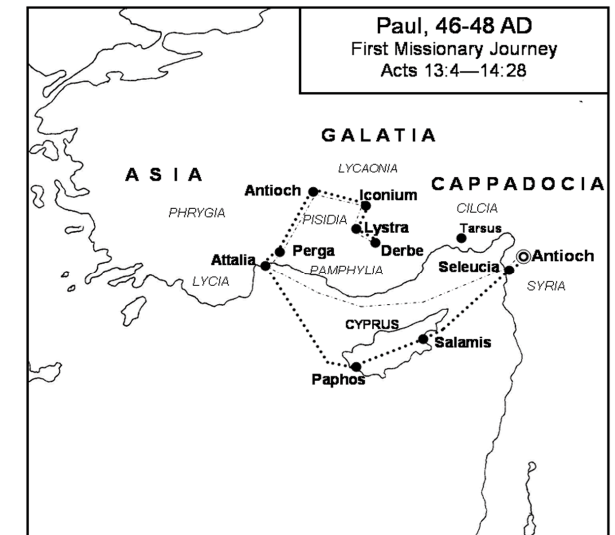 Paul, 46-48 AD
First Missionary Journey
Acts 13:4—14:28
GALATIA
ASIA
LYCAONIA
CAPPADOCIA
Antioch
Iconium
PHRYGIA
PISIDIA
CILCIA
Lystra
Tarsus
Perga
Derbe
Attalia
PAMPHYLIA
Seleucia
Antioch
LYCIA
SYRIA
CYPRUS
Salamis
Paphos